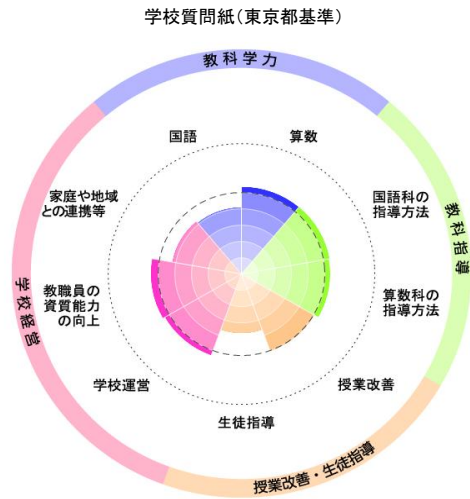 学校質問紙(東京都基準)
教科学力
国語
算数
家庭や地域
との連携等
国語科の
指導方法
教科指導
学校経営
教職員の
資質能力
の向上
算数科の
指導方法
学校運営
授業改善
生徒指導
授業改善・生徒指導